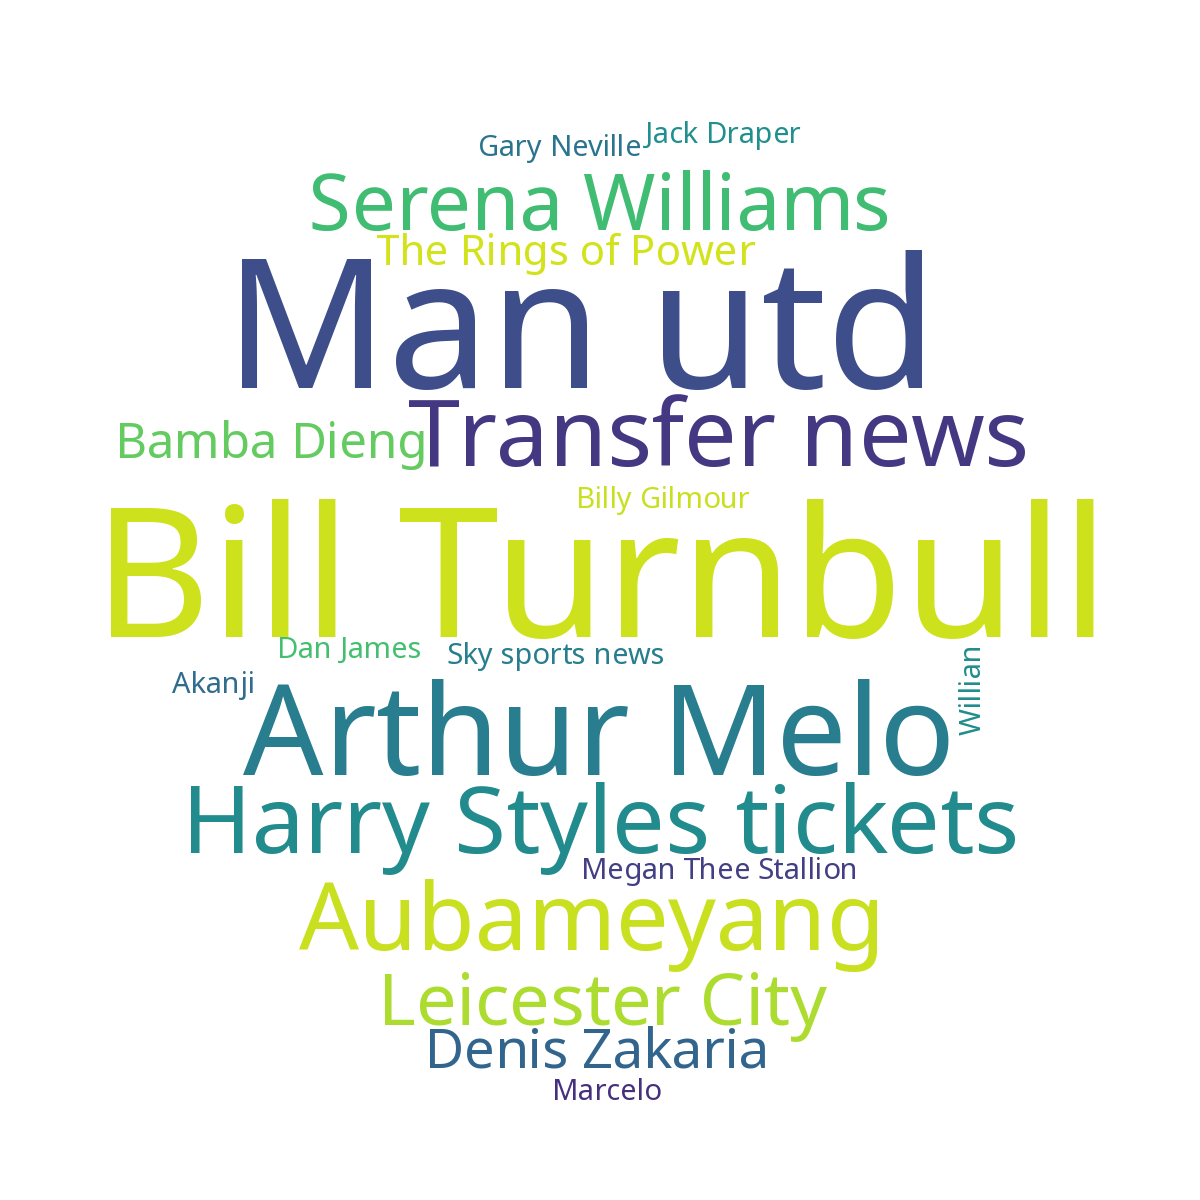 Jack Draper
Gary Neville
Serena Williams
The Rings of Power
Man utd
Transfer news
Bamba Dieng
Billy Gilmour
Bill Turnbull
Dan James
Sky sports news
Akanji
Willian
Arthur Melo
Harry Styles tickets
Megan Thee Stallion
Aubameyang
Leicester City
Denis Zakaria
Marcelo